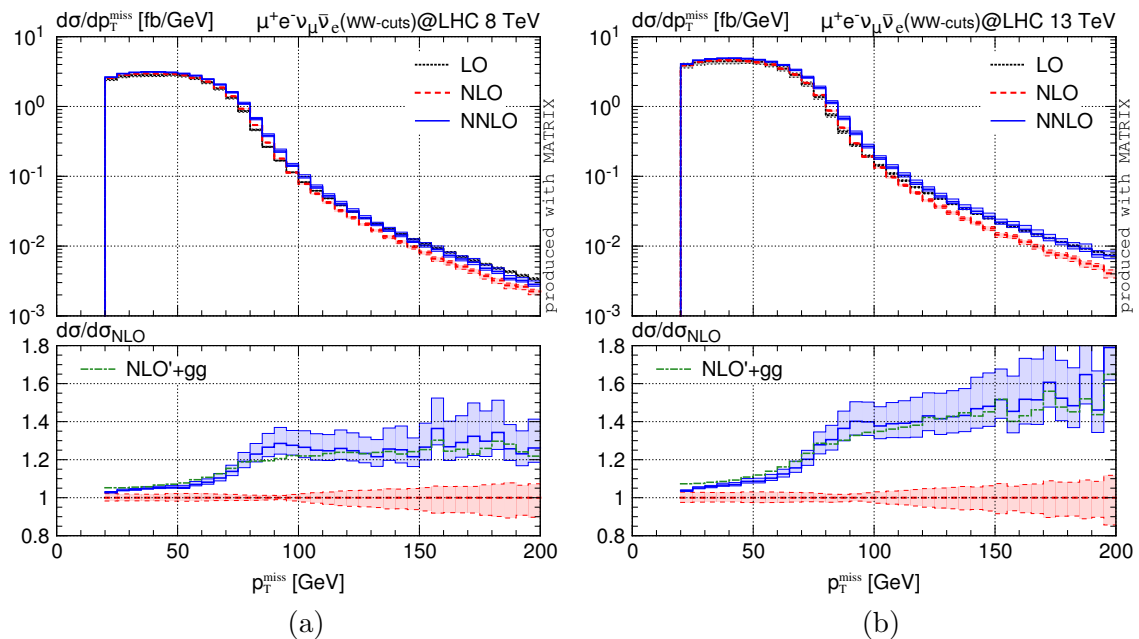 dσ/dp_T^miss [fb/GeV] μ⁺e⁻ν_μν̄_e(WW-cuts)@LHC 8 TeV
LO
NLO
NNLO
10⁰
10⁻¹
10⁻²
10⁻³
produced with MATRIX
dσ/dσ_NLO
NLO'+gg
1.8
1.6
1.4
1.2
1
0.8
0 50 100 150 200
p_T^miss [GeV]
(a)
dσ/dp_T^miss [fb/GeV] μ⁺e⁻ν_μν̄_e(WW-cuts)@LHC 13 TeV
LO
NLO
NNLO
10⁰
10⁻¹
10⁻²
10⁻³
produced with MATRIX
dσ/dσ_NLO
NLO'+gg
1.8
1.6
1.4
1.2
1
0.8
0 50 100 150 200
p_T^miss [GeV]
(b)